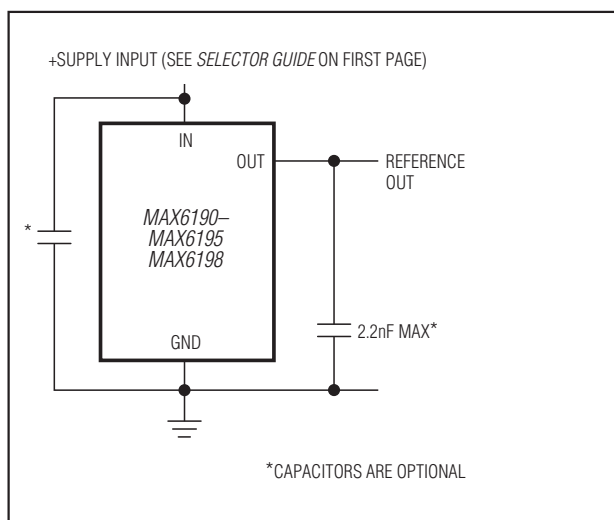 +SUPPLY INPUT (SEE SELECTOR GUIDE ON FIRST PAGE)
IN
OUT
REFERENCE
OUT
*
MAX6190–
MAX6195
MAX6198
2.2nF MAX*
GND
*CAPACITORS ARE OPTIONAL